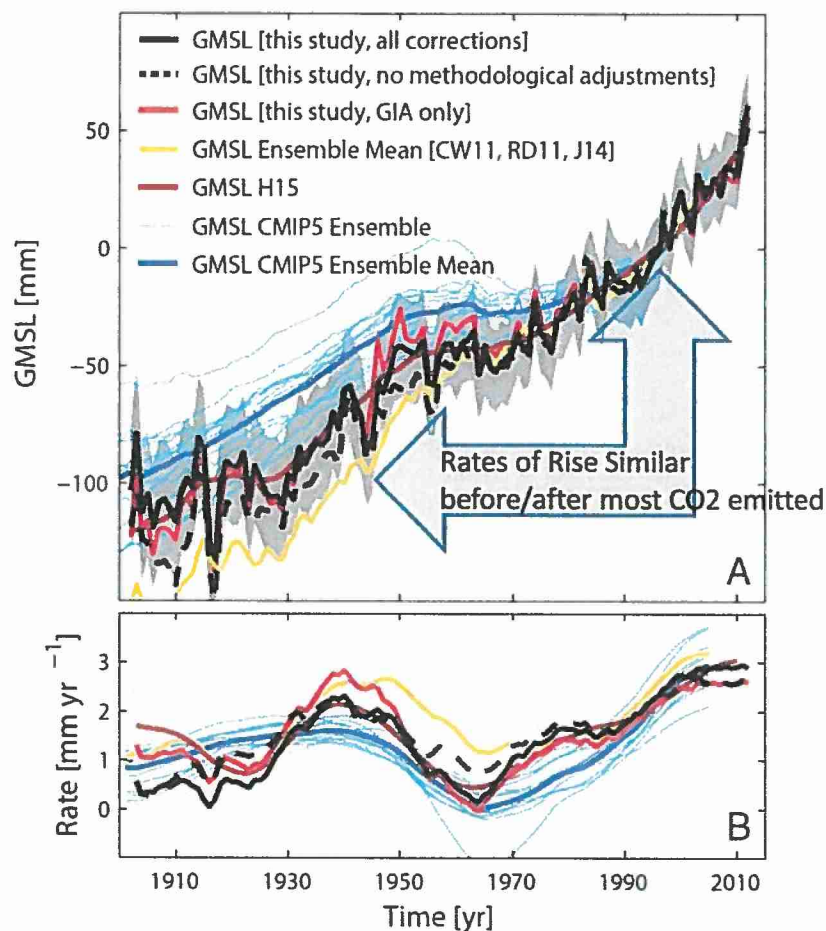 GMSL [this study, all corrections]
GMSL [this study, no methodological adjustments]
GMSL [this study, GIA only]
GMSL Ensemble Mean [CW11, RD11, J14]
GMSL H15
GMSL CMIP5 Ensemble
GMSL CMIP5 Ensemble Mean
GMSL [mm]
50
0
−50
−100
Rates of Rise Similar
before/after most CO2 emitted
A
Rate [mm yr −1]
3
2
1
0
B
1910 1930 1950 1970 1990 2010
Time [yr]